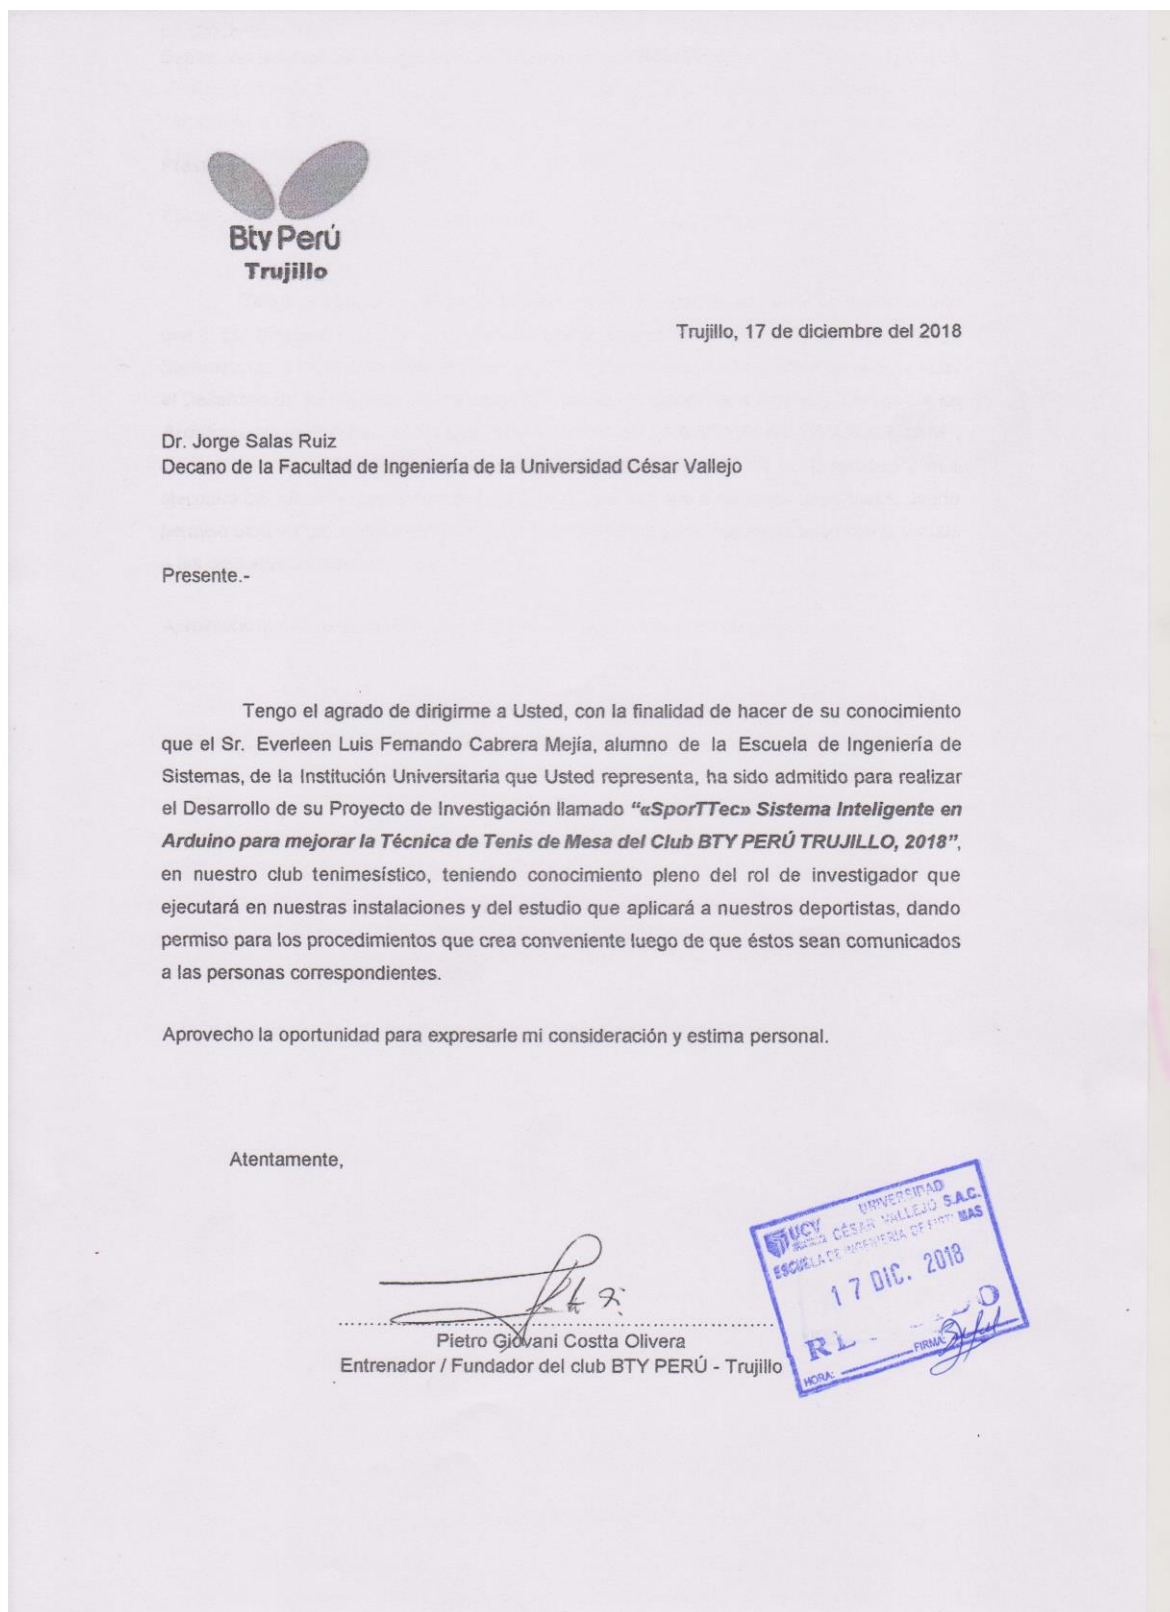 Bty Perú
Trujillo
Trujillo, 17 de diciembre del 2018
Dr. Jorge Salas Ruiz
Decano de la Facultad de Ingeniería de la Universidad César Vallejo
Presente.-
Tengo el agrado de dirigirme a Usted, con la finalidad de hacer de su conocimiento
que el Sr. Everleen Luis Fernando Cabrera Mejía, alumno de la Escuela de Ingeniería de
Sistemas, de la Institución Universitaria que Usted representa, ha sido admitido para realizar
el Desarrollo de su Proyecto de Investigación llamado “«SporTTec» Sistema Inteligente en
Arduino para mejorar la Técnica de Tenis de Mesa del Club BTY PERÚ TRUJILLO, 2018”,
en nuestro club tenimesístico, teniendo conocimiento pleno del rol de investigador que
ejecutará en nuestras instalaciones y del estudio que aplicará a nuestros deportistas, dando
permiso para los procedimientos que crea conveniente luego de que éstos sean comunicados
a las personas correspondientes.
Aprovecho la oportunidad para expresarle mi consideración y estima personal.
Atentamente,
Pietro Giovani Costta Olivera
Entrenador / Fundador del club BTY PERÚ - Trujillo
UCV UNIVERSIDAD
CÉSAR VALLEJO S.A.C.
ESCUELA DE INGENIERIA DE SISTEMAS
17 DIC. 2018
HORA: FIRMA: